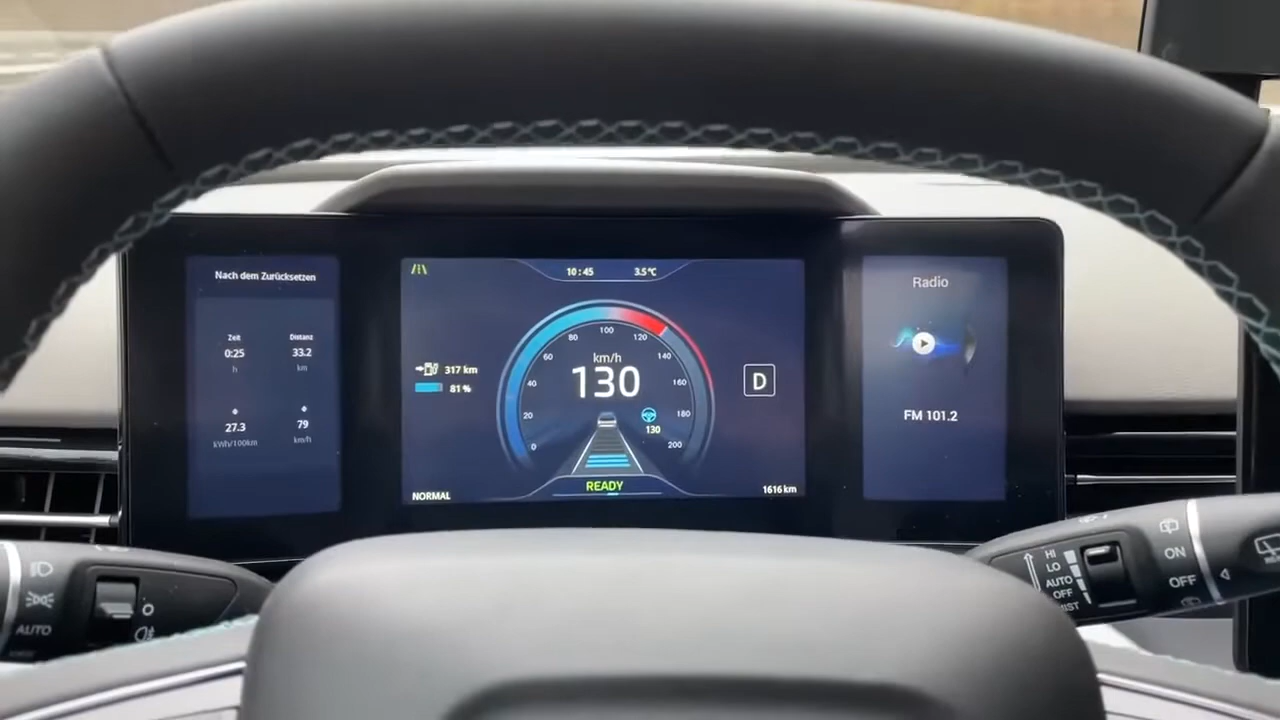 Nach dem Zurücksetzen
Zeit
Distanz
0:25
33.2
h
km
27.3
79
kWh/100km
km/h
10:45
3.5°C
317 km
81 %
0
20
40
60
80
100
120
140
160
180
200
km/h
130
130
D
READY
NORMAL
1616 km
Radio
FM 101.2
AUTO
O
HI
LO
AUTO
OFF
MIST
ON
OFF